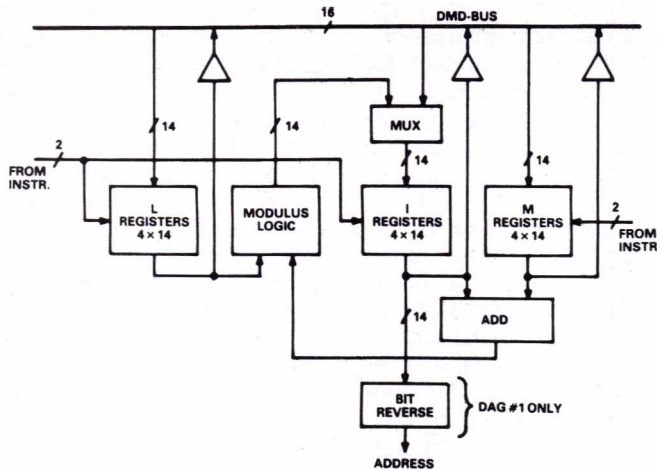 16
DMD-BUS
14
14
MUX
14
14
2
FROM
INSTR.
L
REGISTERS
4 × 14
MODULUS
LOGIC
I
REGISTERS
4 × 14
M
REGISTERS
4 × 14
2
FROM
INSTR
14
ADD
BIT
REVERSE
DAG #1 ONLY
ADDRESS